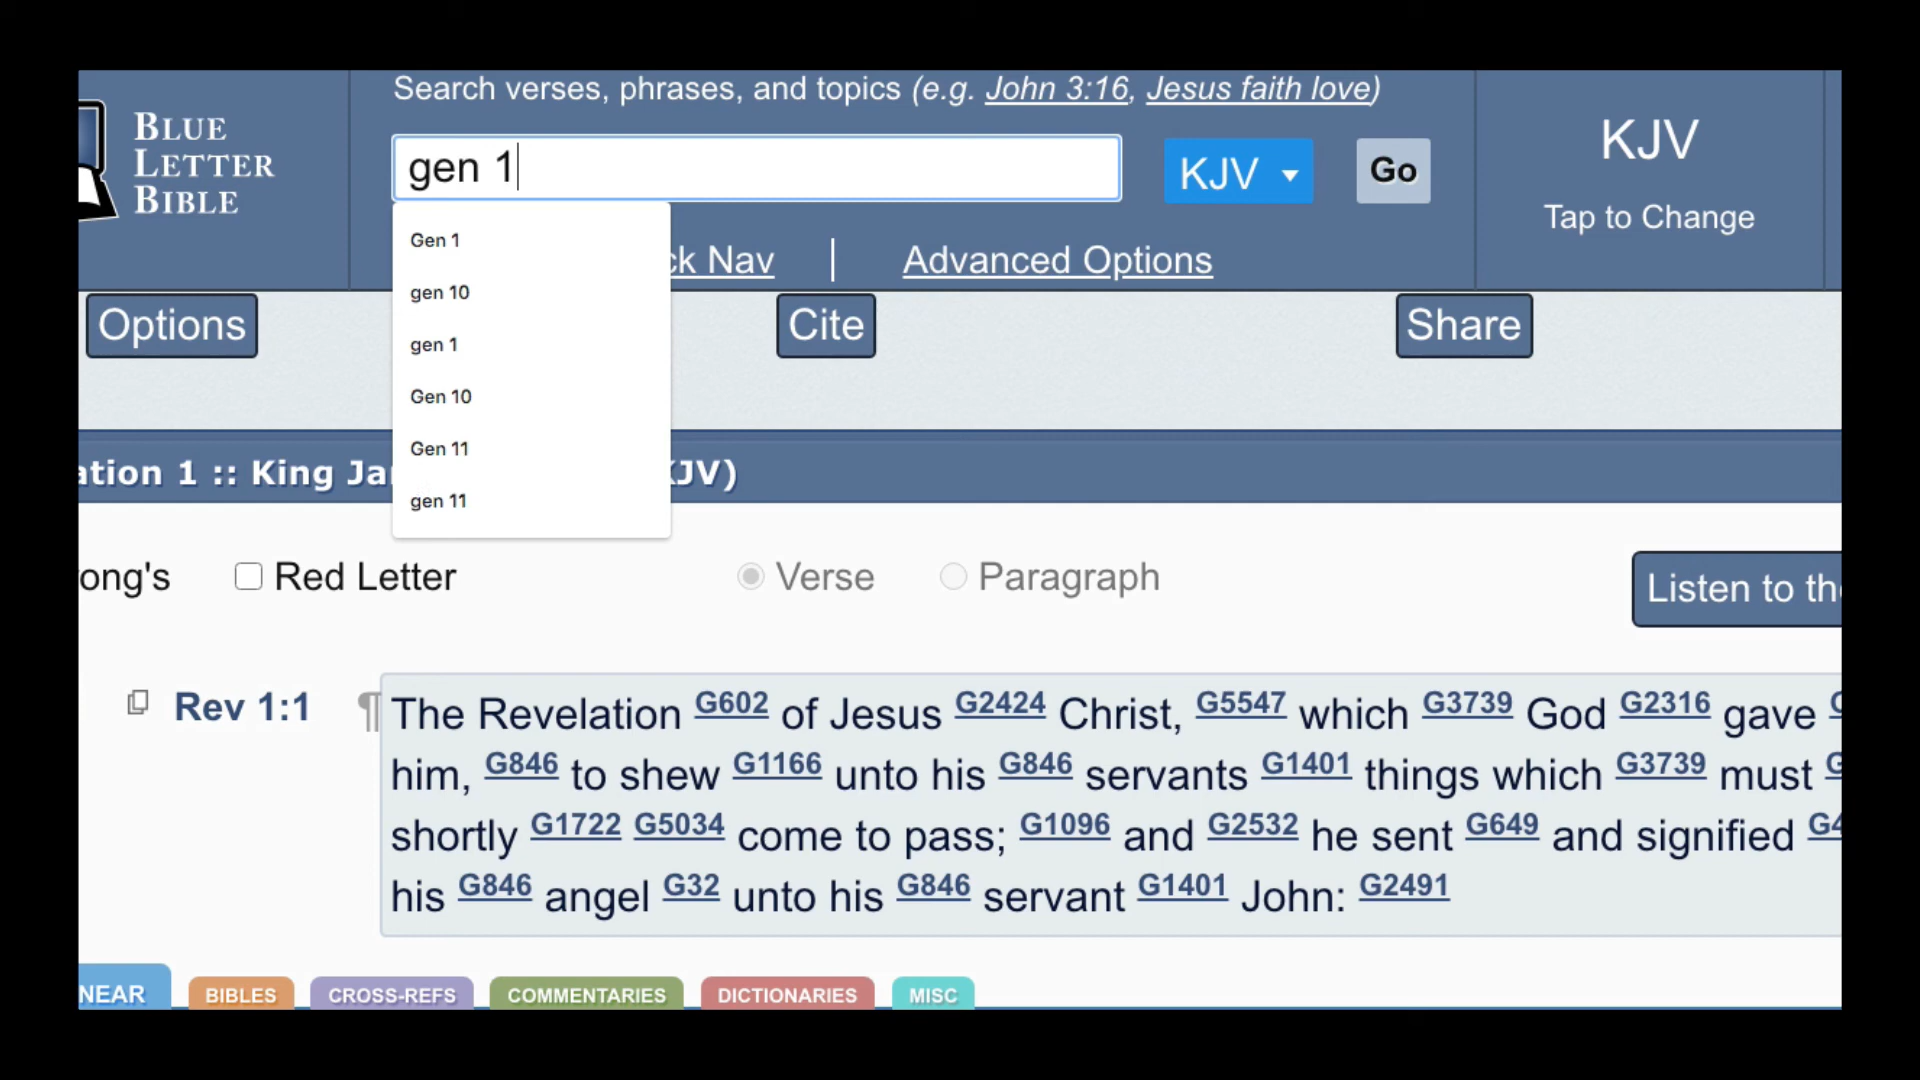 Search verses, phrases, and topics (e.g. John 3:16, Jesus faith love)
BLUE
LETTER
BIBLE
gen 1
KJV
Go
KJV
Tap to Change
Gen 1
gen 10
gen 1
Gen 10
Gen 11
gen 11
ck Nav | Advanced Options
Options
Cite
Share
ation 1 :: King Ja KJV)
ong's
Red Letter
Verse
Paragraph
Listen to th
Rev 1:1
¶The Revelation G602 of Jesus G2424 Christ, G5547 which G3739 God G2316 gave
him, G846 to shew G1166 unto his G846 servants G1401 things which G3739 must
shortly G1722 G5034 come to pass; G1096 and G2532 he sent G649 and signified G4
his G846 angel G32 unto his G846 servant G1401 John: G2491
NEAR
BIBLES
CROSS-REFS
COMMENTARIES
DICTIONARIES
MISC